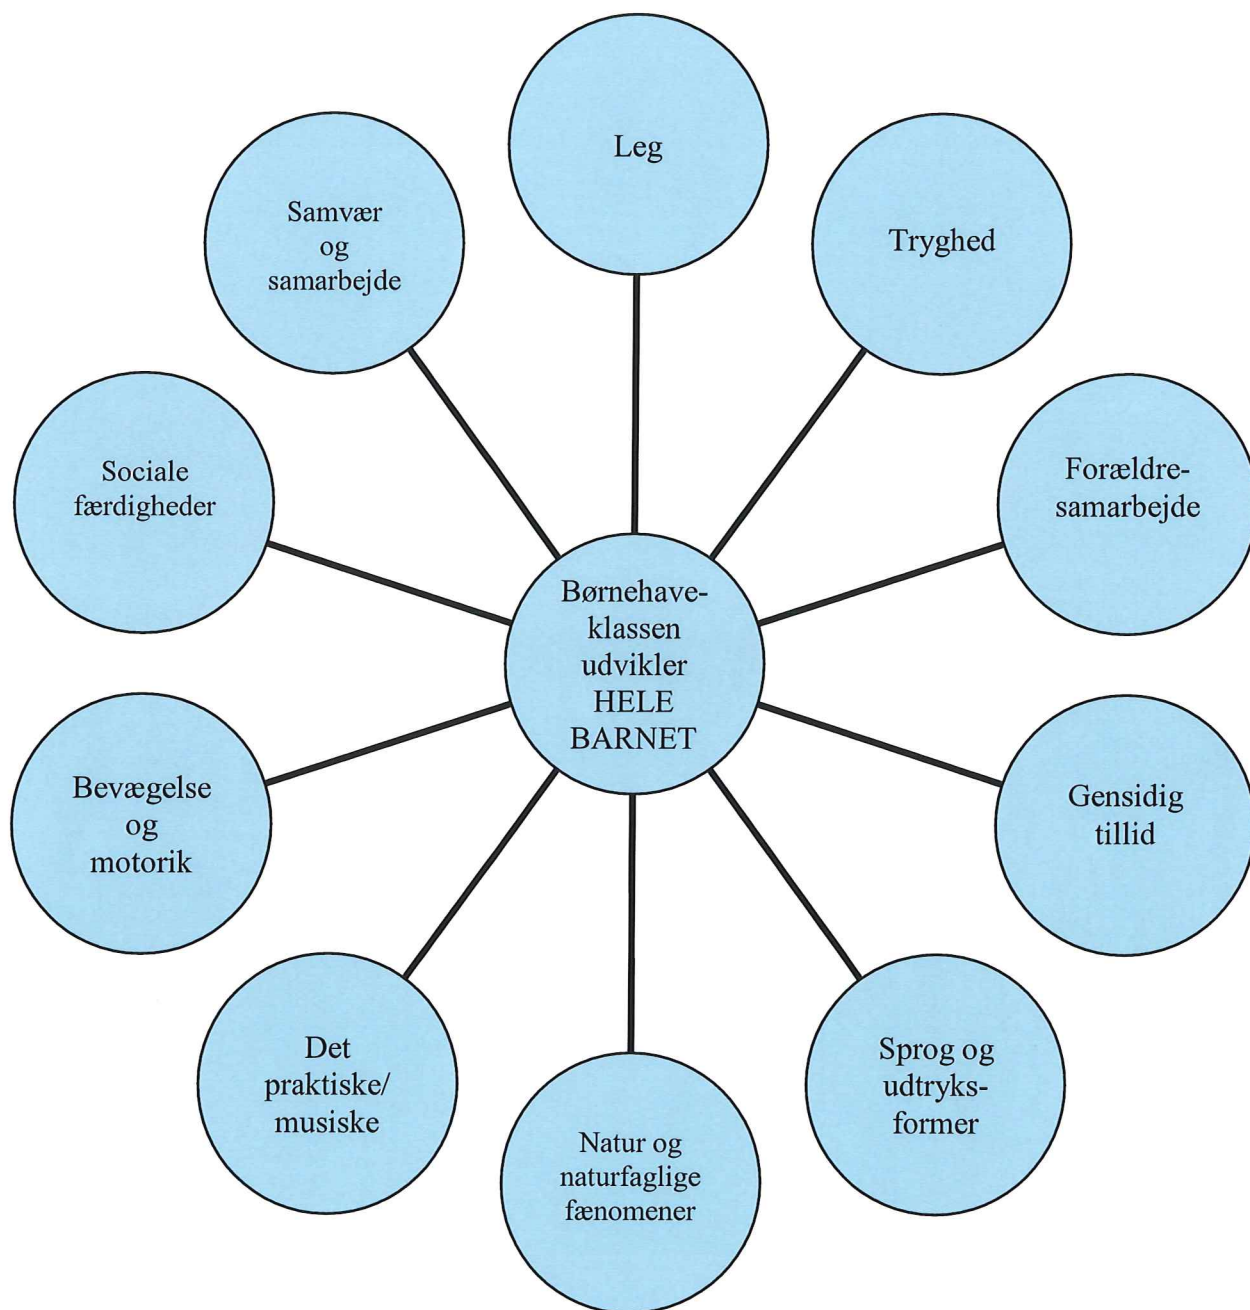 Leg
Tryghed
Forældre-
samarbejde
Gensidig
tillid
Sprog og
udtryks-
former
Natur og
naturfaglige
fænomener
Det
praktiske/
musiske
Bevægelse
og
motorik
Sociale
færdigheder
Samvær
og
samarbejde
Børnehave-
klassen
udvikler
HELE
BARNET